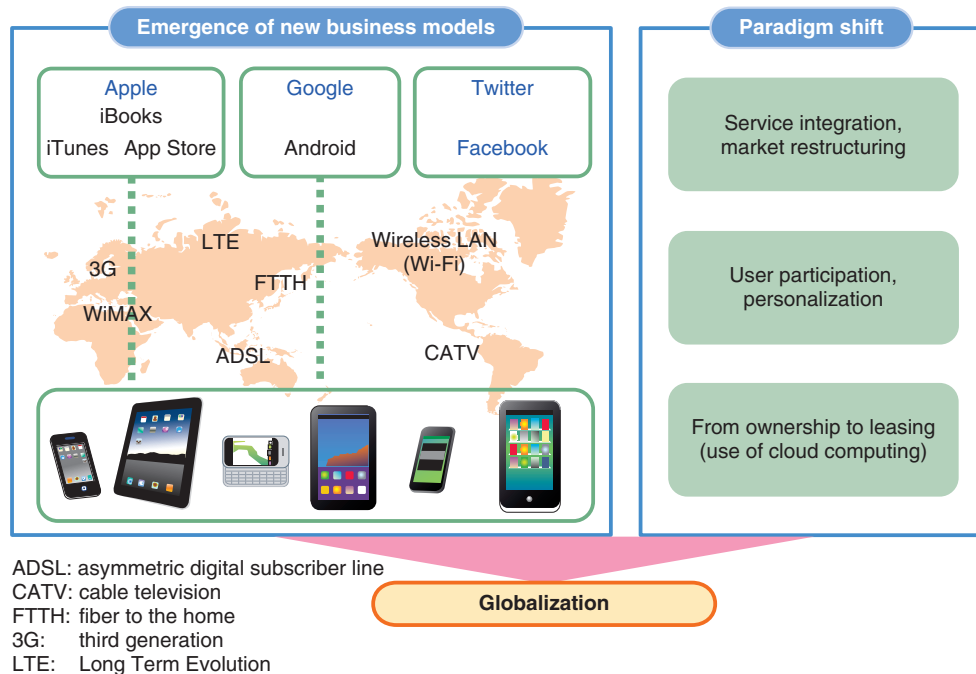 Emergence of new business models
Apple
iBooks
iTunes App Store
Google
Android
Twitter
Facebook
LTE
3G
FTTH
WiMAX
ADSL
Wireless LAN
(Wi-Fi)
CATV
Paradigm shift
Service integration,
market restructuring
User participation,
personalization
From ownership to leasing
(use of cloud computing)
Globalization
ADSL: asymmetric digital subscriber line
CATV: cable television
FTTH: fiber to the home
3G: third generation
LTE: Long Term Evolution